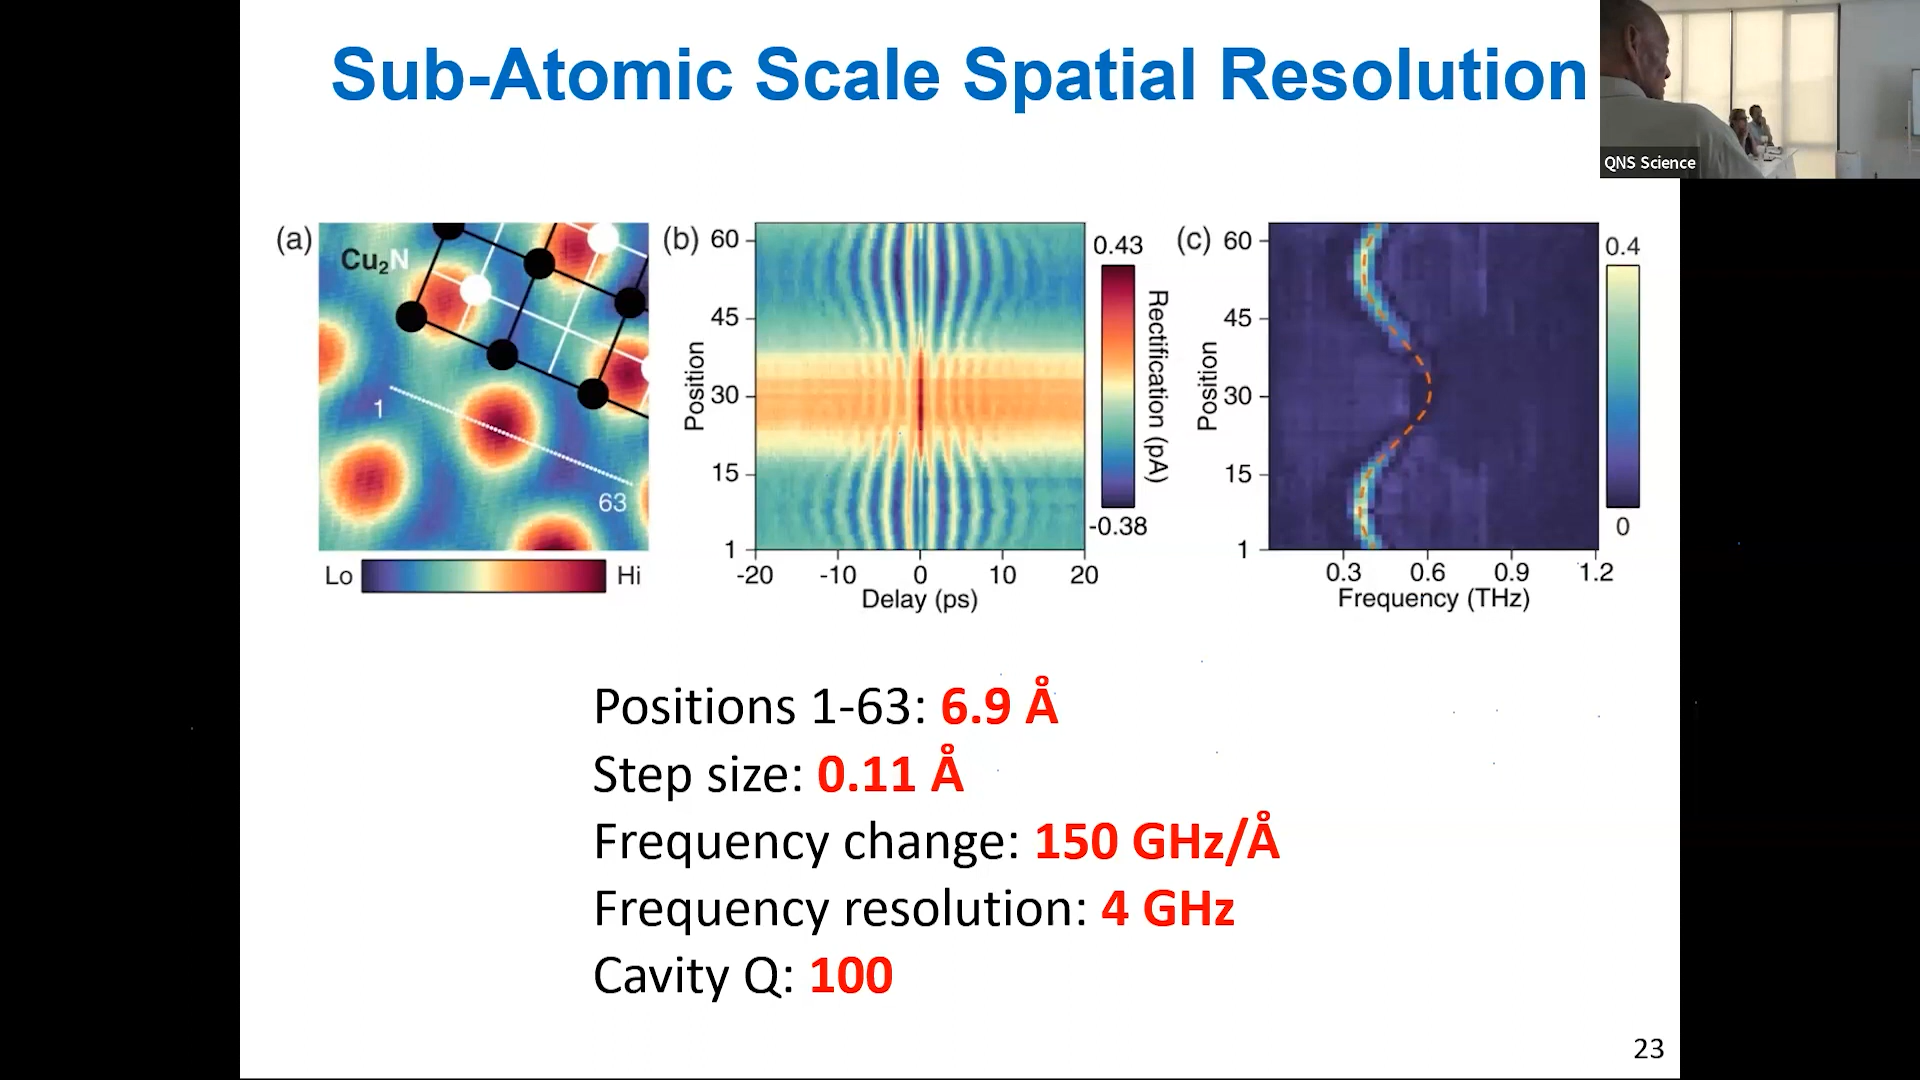 Sub-Atomic Scale Spatial Resolution
QNS Science
(a)
Cu₂N
1
63
Lo
Hi
(b)
60
45
30
15
1
Position
-20
-10
0
10
20
Delay (ps)
0.43
-0.38
Rectification (pA)
(c)
60
45
30
15
1
Position
0.3
0.6
0.9
1.2
Frequency (THz)
0.4
0
Positions 1-63: 6.9 Å
Step size: 0.11 Å
Frequency change: 150 GHz/Å
Frequency resolution: 4 GHz
Cavity Q: 100
23